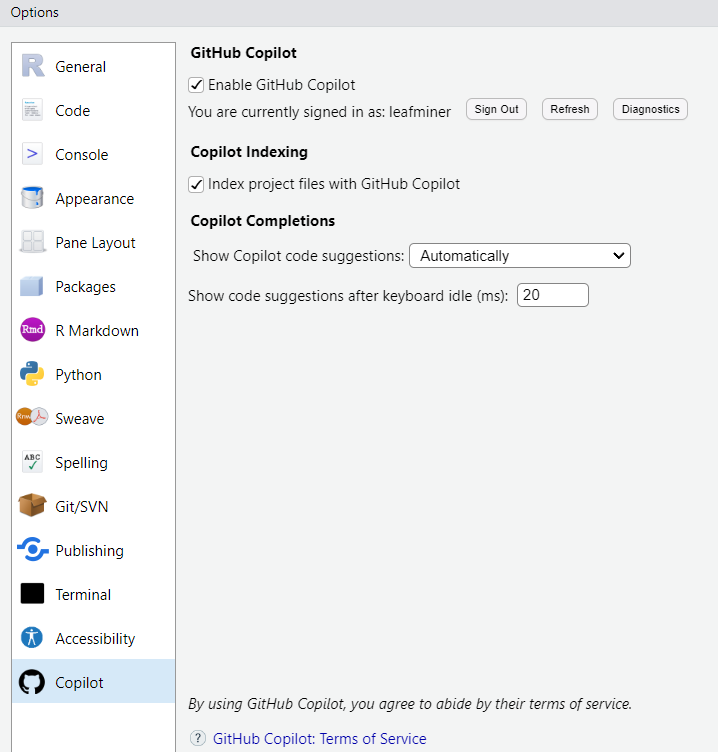 Options
General
Code
Console
Appearance
Pane Layout
Packages
Rmd R Markdown
Python
Rnw Sweave
ABC Spelling
Git/SVN
Publishing
Terminal
Accessibility
Copilot
GitHub Copilot
Enable GitHub Copilot
You are currently signed in as: leafminer Sign Out Refresh Diagnostics
Copilot Indexing
Index project files with GitHub Copilot
Copilot Completions
Show Copilot code suggestions: Automatically
Show code suggestions after keyboard idle (ms): 20
By using GitHub Copilot, you agree to abide by their terms of service.
? GitHub Copilot: Terms of Service